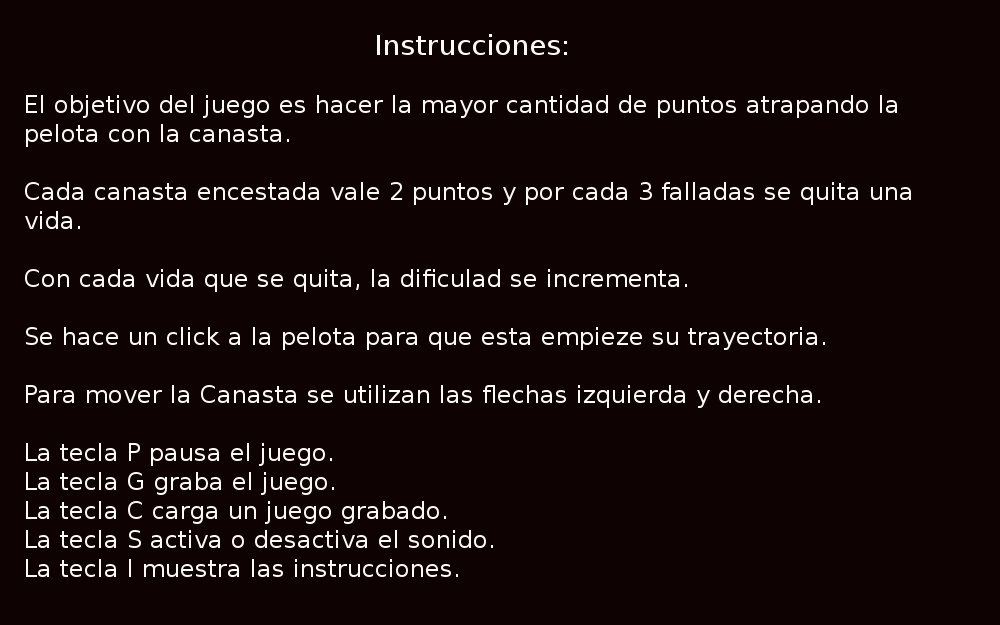 Instrucciones:
El objetivo del juego es hacer la mayor cantidad de puntos atrapando la
pelota con la canasta.
Cada canasta encestada vale 2 puntos y por cada 3 falladas se quita una
vida.
Con cada vida que se quita, la dificulad se incrementa.
Se hace un click a la pelota para que esta empieze su trayectoria.
Para mover la Canasta se utilizan las flechas izquierda y derecha.
La tecla P pausa el juego.
La tecla G graba el juego.
La tecla C carga un juego grabado.
La tecla S activa o desactiva el sonido.
La tecla I muestra las instrucciones.